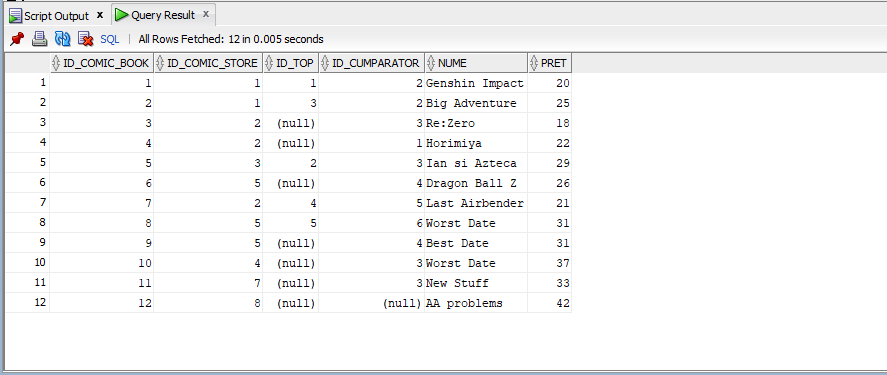 Script Output x Query Result x
SQL | All Rows Fetched: 12 in 0.005 seconds
ID_COMIC_BOOK ID_COMIC_STORE ID_TOP ID_CUMPARATOR NUME PRET
1 1 1 1 2 Genshin Impact 20
2 2 1 3 2 Big Adventure 25
3 3 2 (null) 3 Re:Zero 18
4 4 2 (null) 1 Horimiya 22
5 5 3 2 3 Ian si Azteca 29
6 6 5 (null) 4 Dragon Ball Z 26
7 7 2 4 5 Last Airbender 21
8 8 5 5 6 Worst Date 31
9 9 5 (null) 4 Best Date 31
10 10 4 (null) 3 Worst Date 37
11 11 7 (null) 3 New Stuff 33
12 12 8 (null) (null) AA problems 42